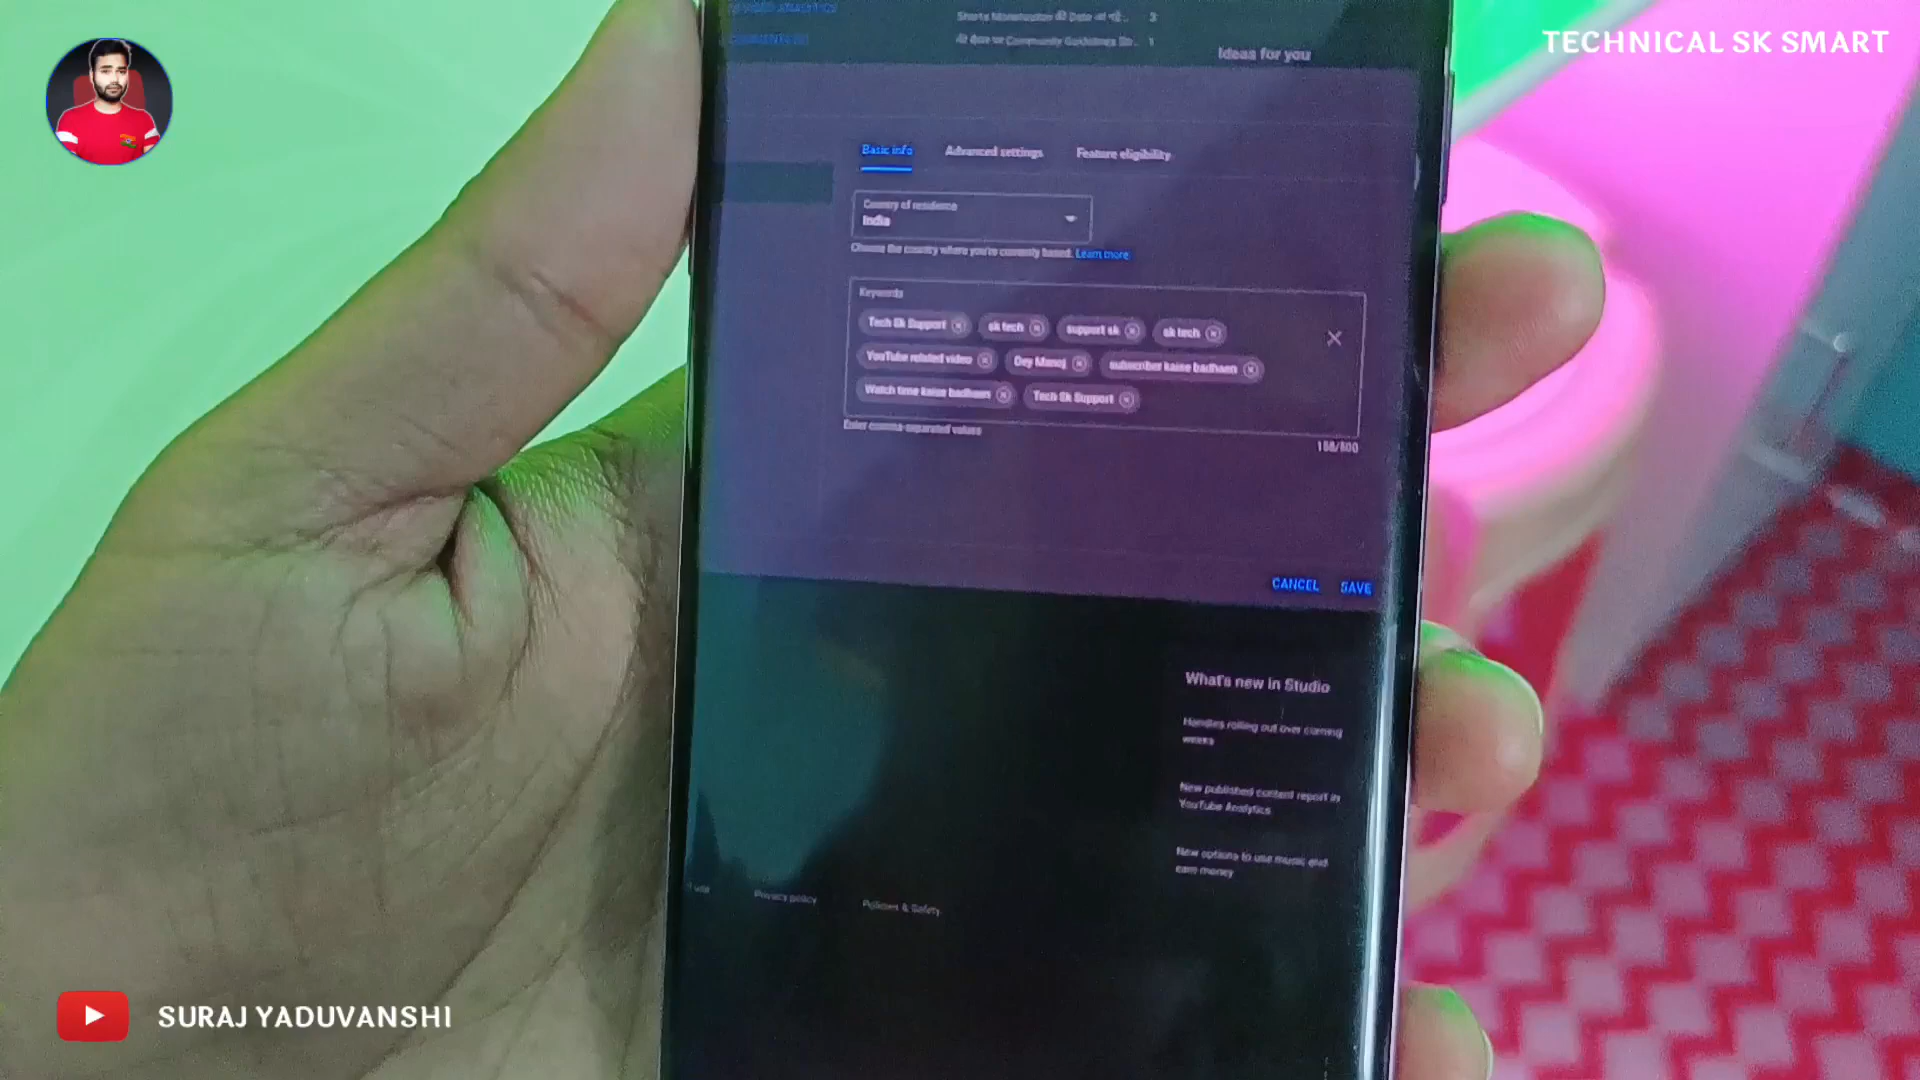 TECHNICAL SK SMART
Ideas for you
Basic info
Advanced settings
Feature eligibility
Country of residence
India
Choose the country where you're currently based. Learn more
Keywords
Tech Sk Support
sk tech
support sk
sk tech
YouTube related video
Dey Manoj
subscriber kaise badhaen
Watch time kaise badhaen
Tech Sk Support
Enter comma-separated values
CANCEL
SAVE
What's new in Studio
Handles rolling out over coming
weeks
New published content report in
YouTube Analytics
New options to use music and
earn money
Privacy policy
Policies & Safety
SURAJ YADUVANSHI